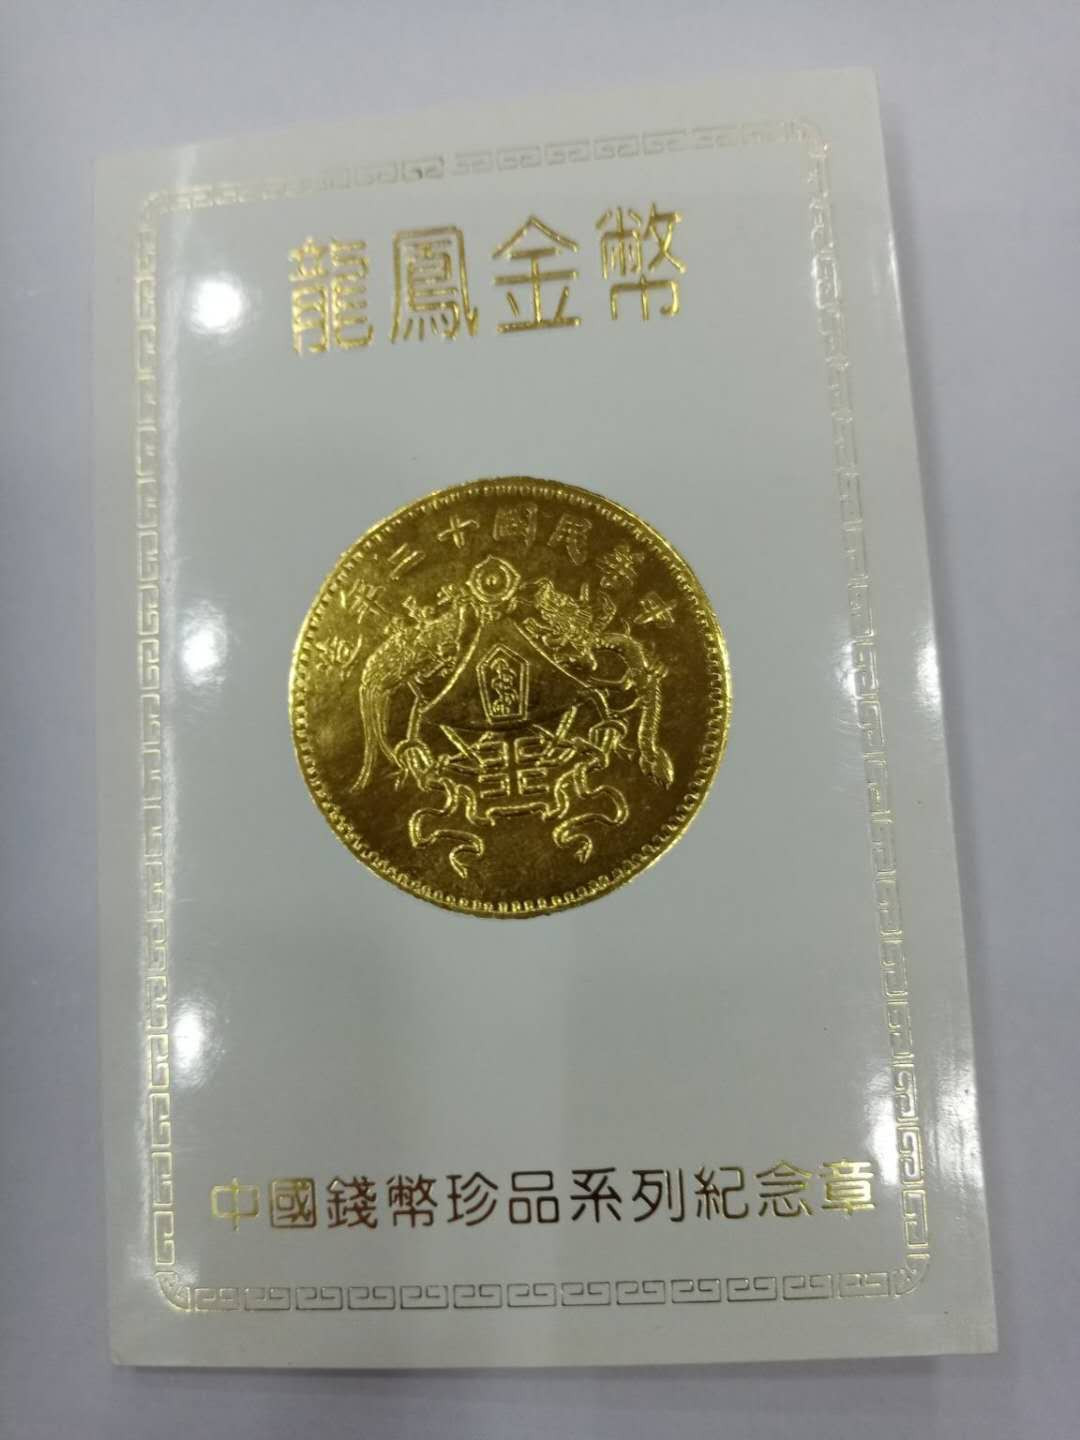 龍鳳金幣
中華民國十二年造
中國錢幣珍品系列紀念章